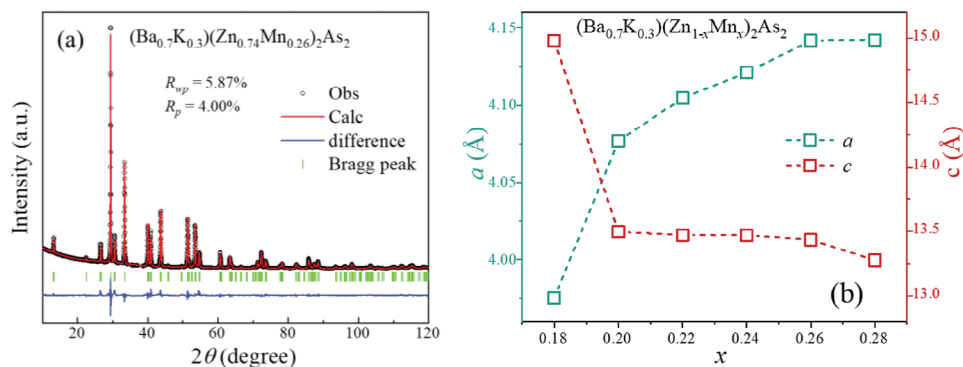 (a)
(Ba0.7K0.3)(Zn0.74Mn0.26)2As2
Rwp = 5.87%
Rp = 4.00%
Obs
Calc
difference
Bragg peak
Intensity (a.u.)
20 40 60 80 100 120
2θ (degree)
(Ba0.7K0.3)(Zn1-xMnx)2As2
4.15
4.10
4.05
4.00
a (Å)
a
c
15.0
14.5
14.0
13.5
13.0
c (Å)
(b)
0.18 0.20 0.22 0.24 0.26 0.28
x